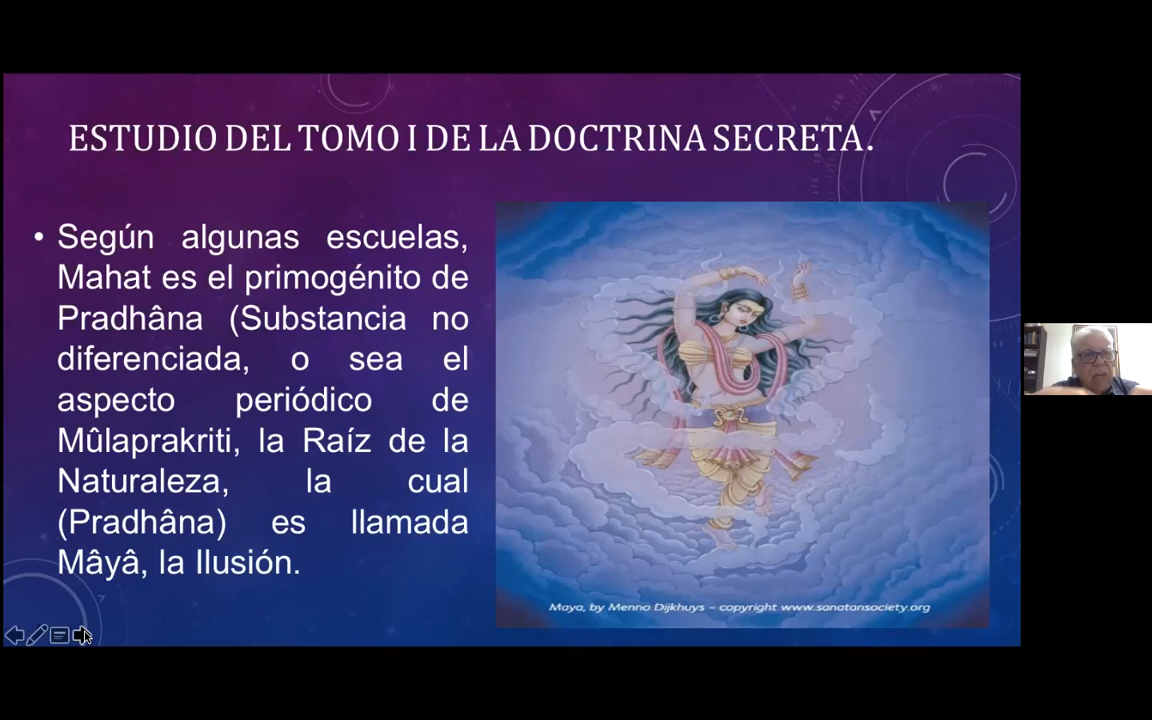 ESTUDIO DEL TOMO I DE LA DOCTRINA SECRETA.
• Según algunas escuelas,
Mahat es el primogénito de
Pradhâna (Substancia no
diferenciada, o sea el
aspecto periódico de
Mûlaprakriti, la Raíz de la
Naturaleza, la cual
(Pradhâna) es llamada
Mâyâ, la Ilusión.
Maya, by Menno Dijkhuys – copyright www.sanatansociety.org